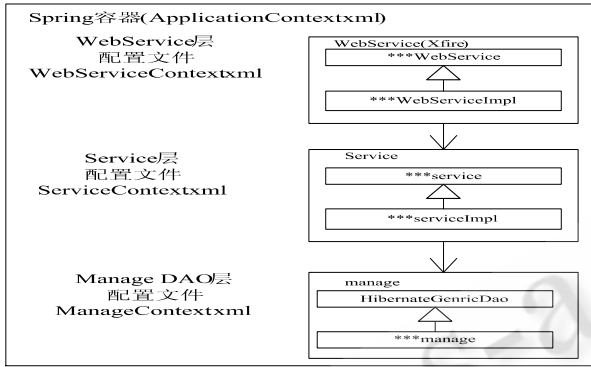 Spring容器(ApplicationContextxml)
WebService层
配置文件
WebServiceContextxml
WebService(Xfire)
***WebService
***WebServiceImpl
Service层
配置文件
ServiceContextxml
Service
***service
***serviceImpl
Manage DAO层
配置文件
ManageContextxml
manage
HibernateGenricDao
***manage